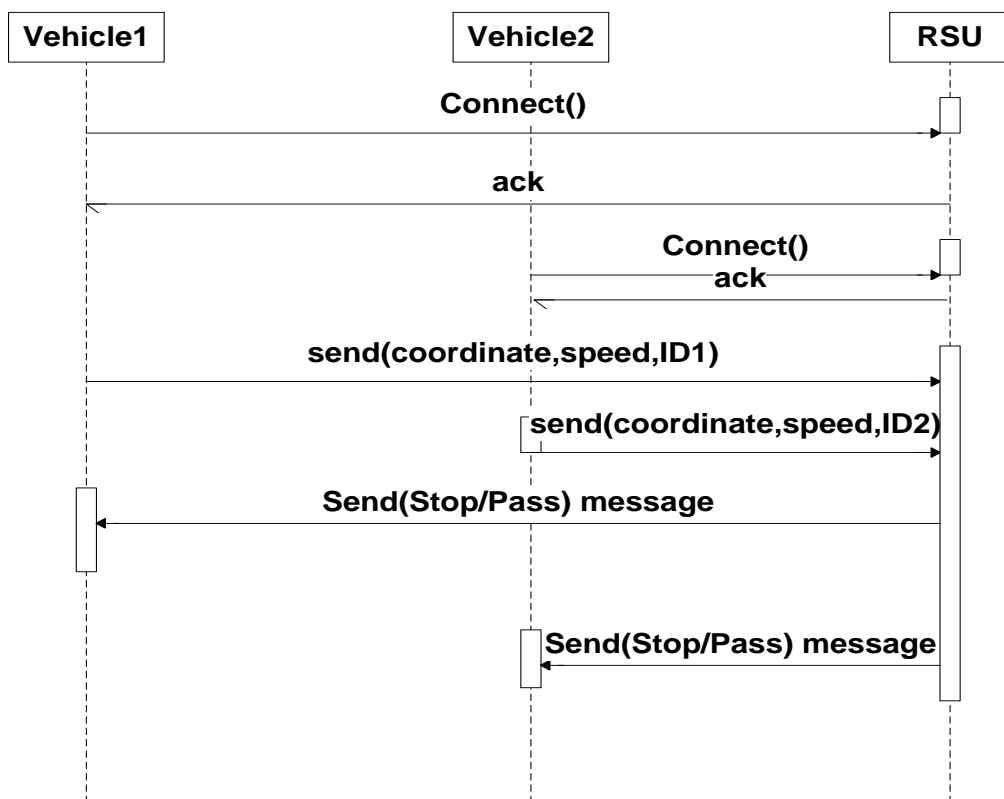 Vehicle1
Vehicle2
RSU
Connect()
ack
Connect()
ack
send(coordinate,speed,ID1)
send(coordinate,speed,ID2)
Send(Stop/Pass) message
Send(Stop/Pass) message